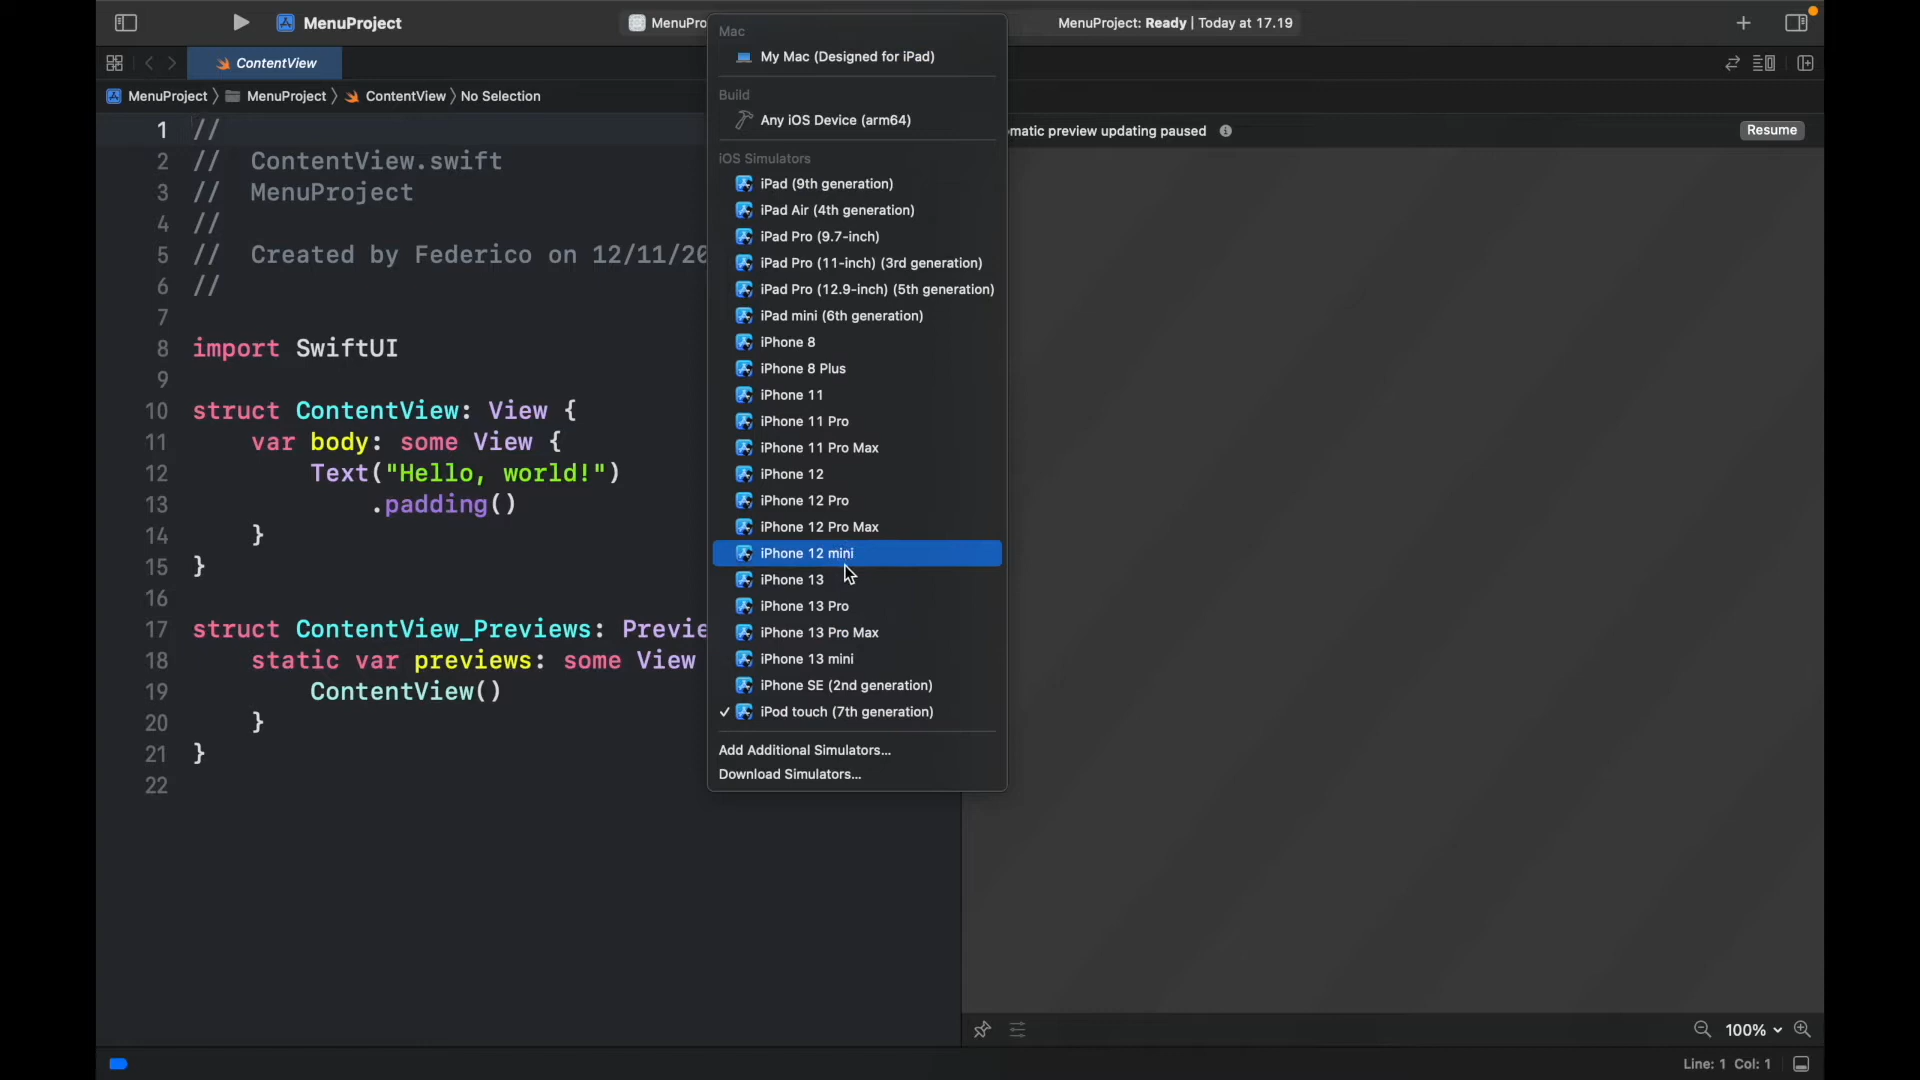 MenuProject
MenuPro
MenuProject: Ready | Today at 17.19
ContentView
MenuProject 〉 MenuProject 〉 ContentView 〉 No Selection
matic preview updating paused
Resume
Mac
My Mac (Designed for iPad)
Build
Any iOS Device (arm64)
iOS Simulators
iPad (9th generation)
iPad Air (4th generation)
iPad Pro (9.7-inch)
iPad Pro (11-inch) (3rd generation)
iPad Pro (12.9-inch) (5th generation)
iPad mini (6th generation)
iPhone 8
iPhone 8 Plus
iPhone 11
iPhone 11 Pro
iPhone 11 Pro Max
iPhone 12
iPhone 12 Pro
iPhone 12 Pro Max
iPhone 12 mini
iPhone 13
iPhone 13 Pro
iPhone 13 Pro Max
iPhone 13 mini
iPhone SE (2nd generation)
✓ iPod touch (7th generation)
Add Additional Simulators...
Download Simulators...
1 //
2 //  ContentView.swift
3 //  MenuProject
4 //
5 //  Created by Federico on 12/11/20
6 //
7
8 import SwiftUI
9
10 struct ContentView: View {
11     var body: some View {
12         Text("Hello, world!")
13             .padding()
14     }
15 }
16
17 struct ContentView_Previews: Previe
18     static var previews: some View
19         ContentView()
20     }
21 }
22
100%
Line: 1 Col: 1